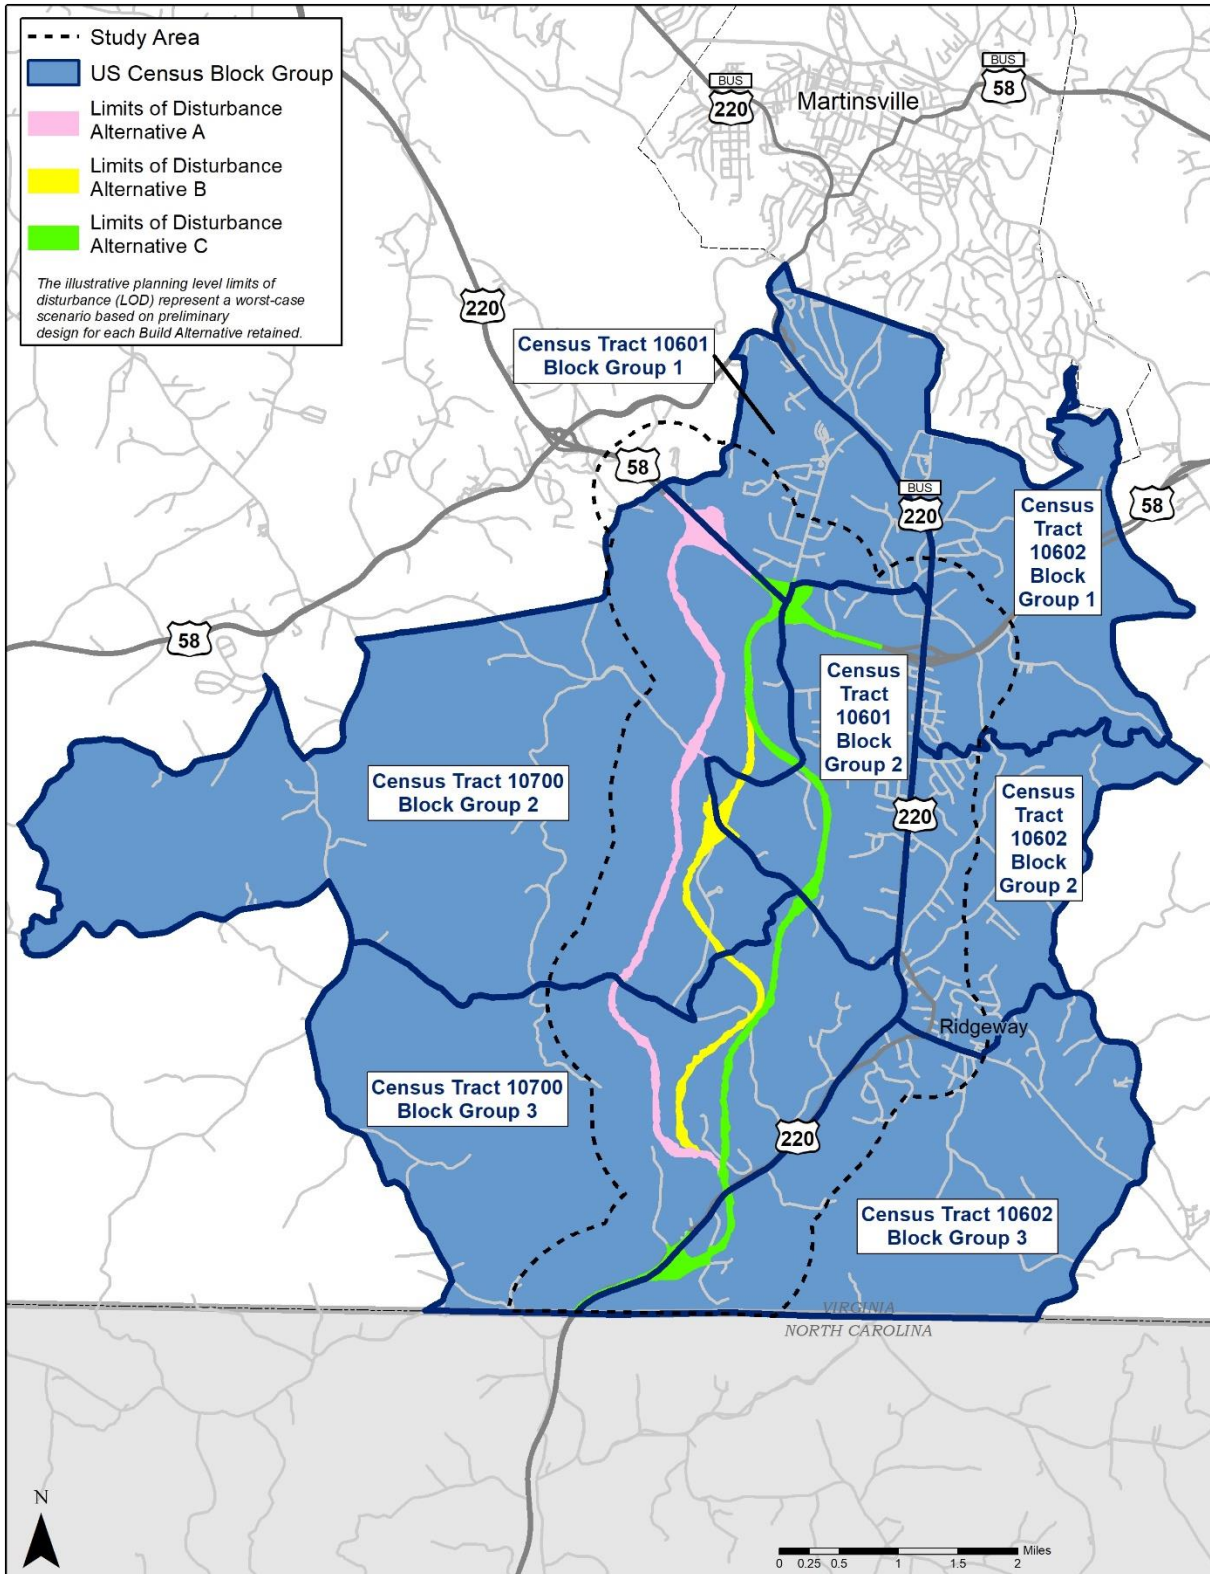 Study Area
US Census Block Group
Limits of Disturbance
Alternative A
Limits of Disturbance
Alternative B
Limits of Disturbance
Alternative C
The illustrative planning level limits of
disturbance (LOD) represent a worst-case
scenario based on preliminary
design for each Build Alternative retained.
BUS
220
Martinsville
BUS
58
220
Census Tract 10601
Block Group 1
58
BUS
220
Census
Tract
10602
Block
Group 1
58
58
Census
Tract
10601
Block
Group 2
Census Tract 10700
Block Group 2
220
Census
Tract
10602
Block
Group 2
Ridgeway
Census Tract 10700
Block Group 3
220
Census Tract 10602
Block Group 3
VIRGINIA
NORTH CAROLINA
N
Miles
0 0.25 0.5 1 1.5 2